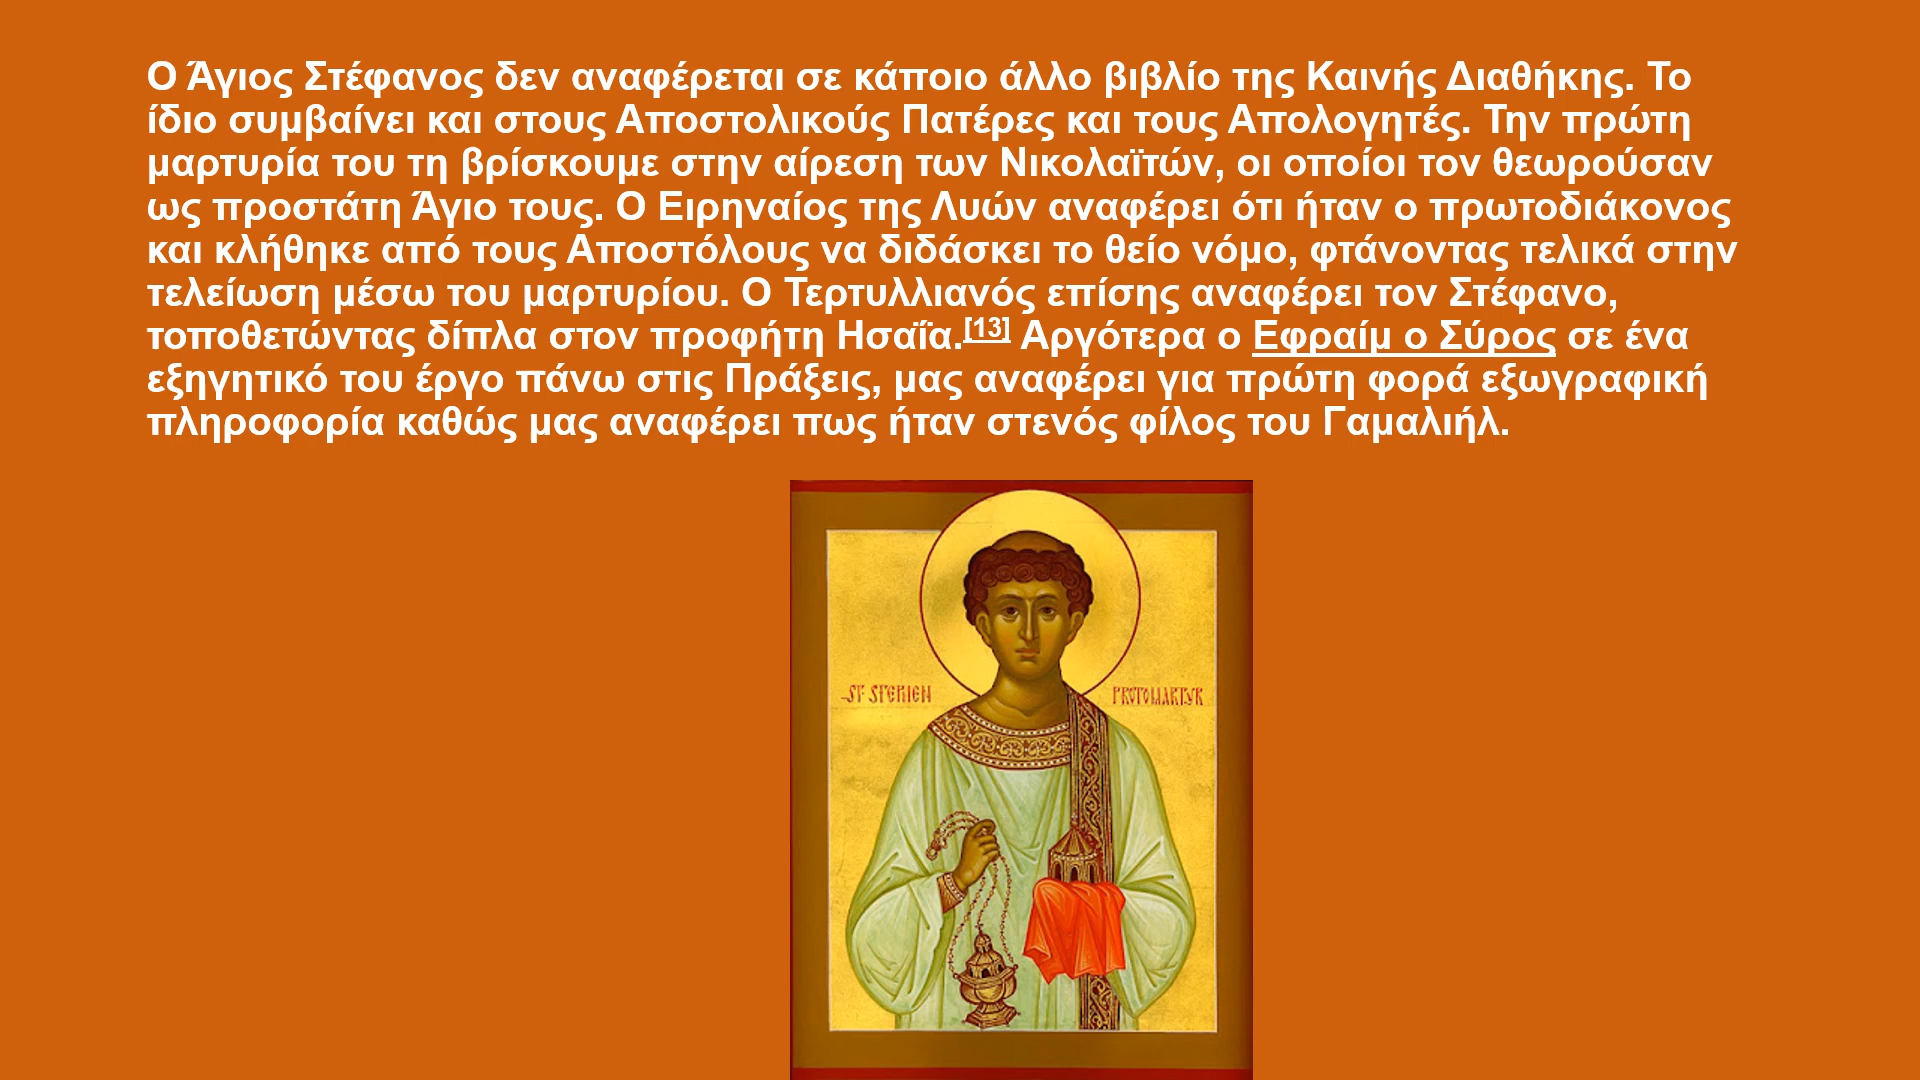 Ο Άγιος Στέφανος δεν αναφέρεται σε κάποιο άλλο βιβλίο της Καινής Διαθήκης. Το
ίδιο συμβαίνει και στους Αποστολικούς Πατέρες και τους Απολογητές. Την πρώτη
μαρτυρία του τη βρίσκουμε στην αίρεση των Νικολαϊτών, οι οποίοι τον θεωρούσαν
ως προστάτη Άγιο τους. Ο Ειρηναίος της Λυών αναφέρει ότι ήταν ο πρωτοδιάκονος
και κλήθηκε από τους Αποστόλους να διδάσκει το θείο νόμο, φτάνοντας τελικά στην
τελείωση μέσω του μαρτυρίου. Ο Τερτυλλιανός επίσης αναφέρει τον Στέφανο,
τοποθετώντας δίπλα στον προφήτη Ησαΐα.[13] Αργότερα ο Εφραίμ ο Σύρος σε ένα
εξηγητικό του έργο πάνω στις Πράξεις, μας αναφέρει για πρώτη φορά εξωγραφική
πληροφορία καθώς μας αναφέρει πως ήταν στενός φίλος του Γαμαλιήλ.
ST STEPHEN PROTOMARTYR